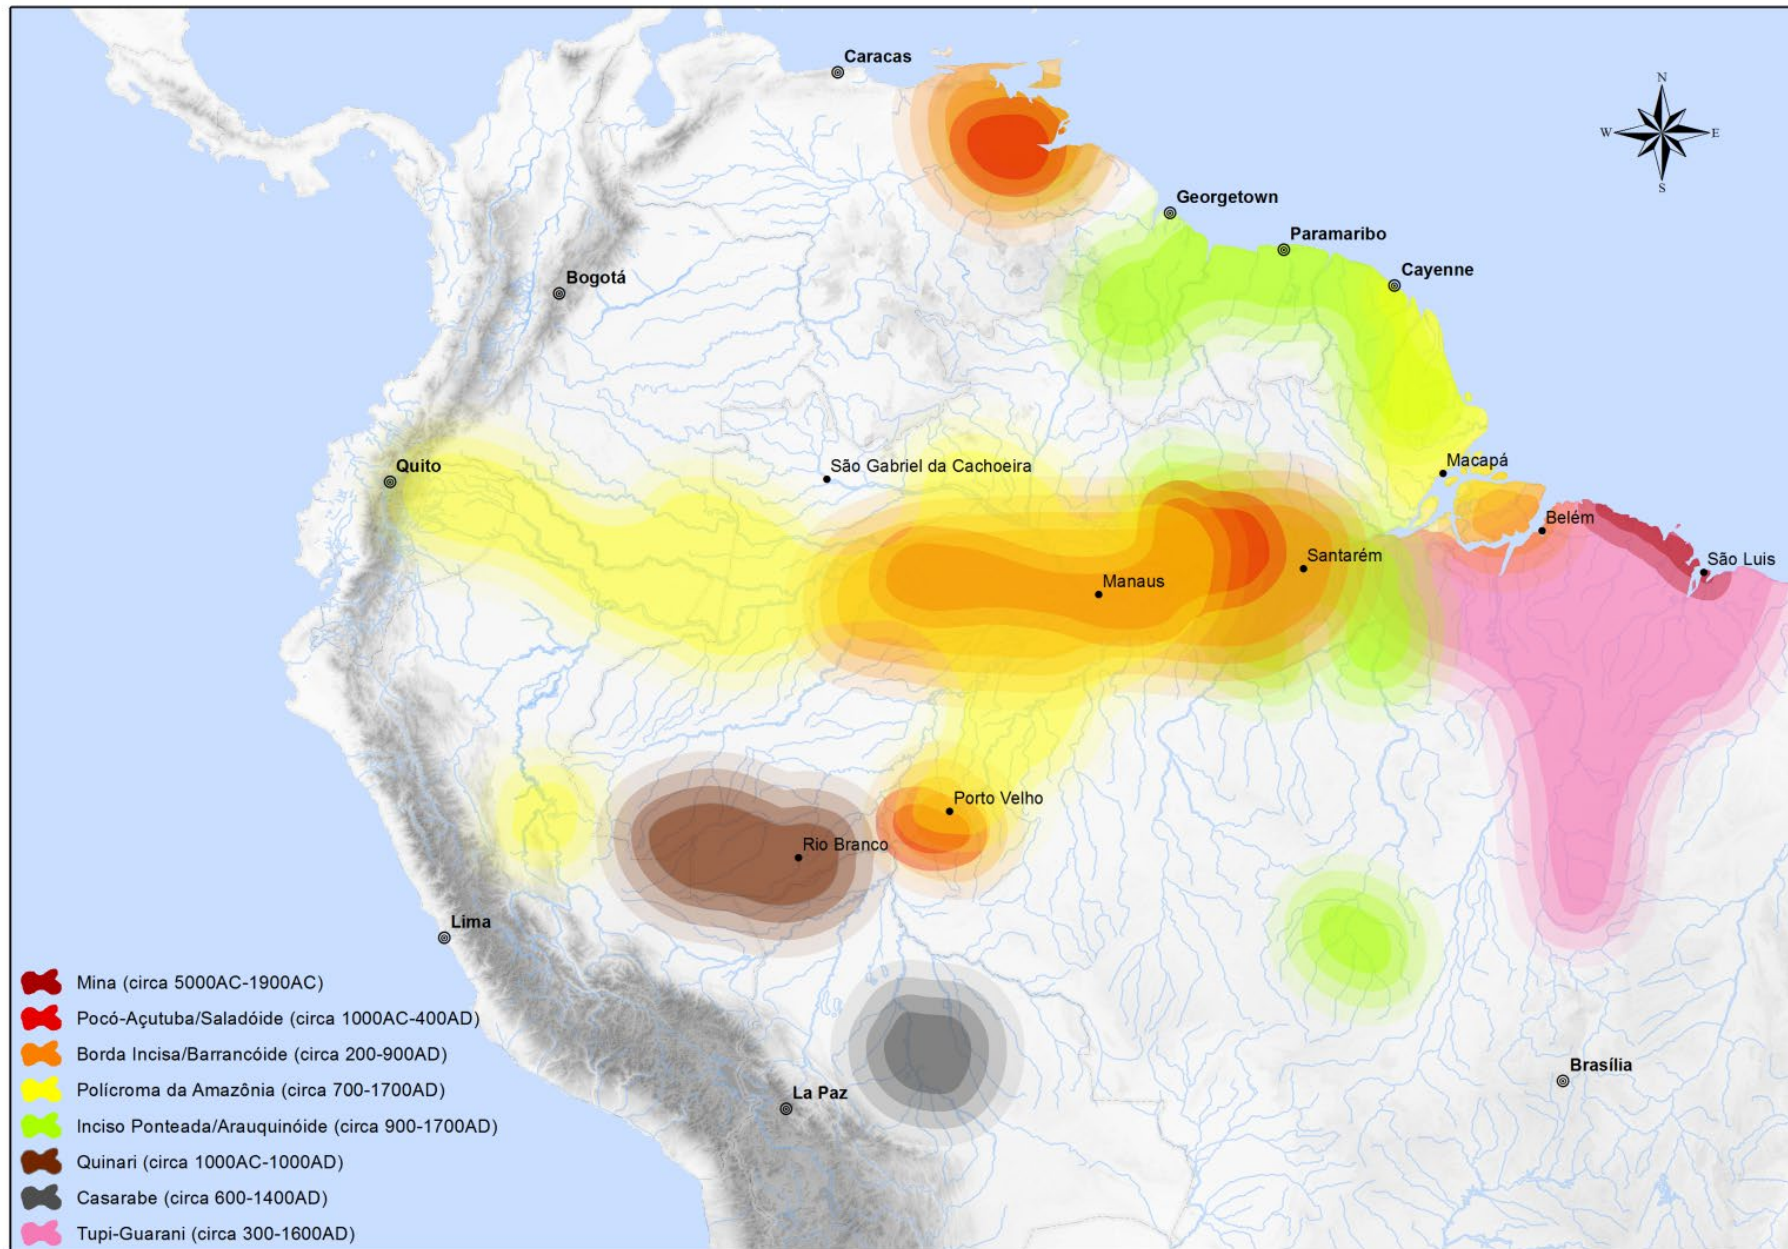 Caracas
N
W
E
S
Georgetown
Paramaribo
Bogotá
Cayenne
Quito
São Gabriel da Cachoeira
Macapá
Belém
Santarém
São Luis
Manaus
Porto Velho
Rio Branco
Lima
Mina (circa 5000AC-1900AC)
Pocó-Açutuba/Saladóide (circa 1000AC-400AD)
Borda Incisa/Barrancóide (circa 200-900AD)
Brasília
Polícroma da Amazônia (circa 700-1700AD)
La Paz
Inciso Ponteada/Arauquinóide (circa 900-1700AD)
Quinari (circa 1000AC-1000AD)
Casarabe (circa 600-1400AD)
Tupi-Guarani (circa 300-1600AD)